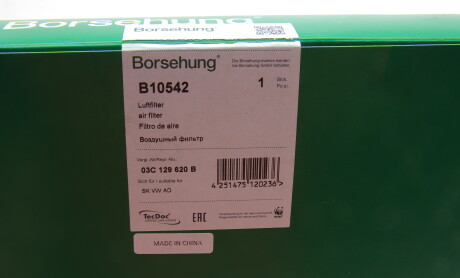 Borsehung®
Borsehung®
B10542
1
Luftfilter
air filter
Filtro de aire
Воздушный фильтр
03C 129 620 B
SK VW AG
4 251475 120236 >
TecDoc
EAC
MADE IN CHINA